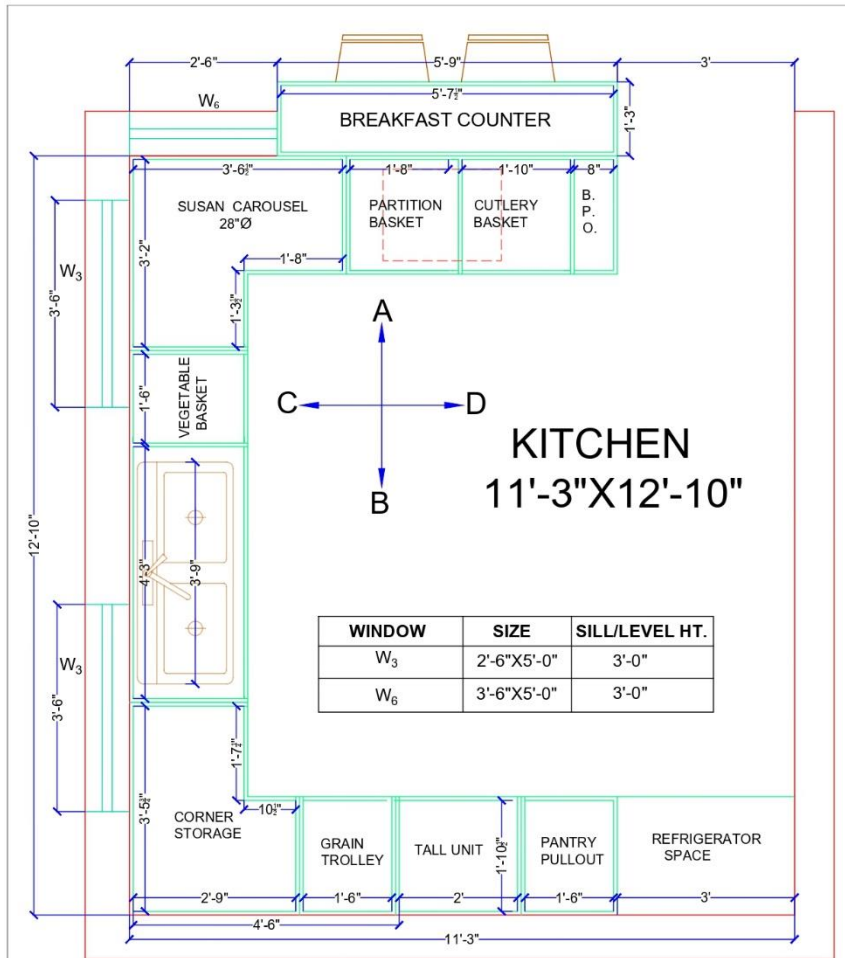 2'-6"
5'-9"
3'
W6
5'-7½"
BREAKFAST COUNTER
1'-3"
3'-6½"
1'-8"
1'-10"
8"
SUSAN CAROUSEL
28"Ø
PARTITION
BASKET
CUTLERY
BASKET
B.
P.
O.
3'-2"
1'-8"
W3
3'-6"
1'-3½"
A
C
D
B
VEGETABLE
BASKET
1'-6"
KITCHEN
11'-3"X12'-10"
12'-10"
4'-3"
3'-9"
WINDOW SIZE SILL/LEVEL HT.
W3 2'-6"X5'-0" 3'-0"
W6 3'-6"X5'-0" 3'-0"
W3
3'-6"
1'-7½"
3'-5½"
10½"
CORNER
STORAGE
GRAIN
TROLLEY
TALL UNIT
1'-10½"
PANTRY
PULLOUT
REFRIGERATOR
SPACE
2'-9"
1'-6"
2'
1'-6"
3'
4'-6"
11'-3"